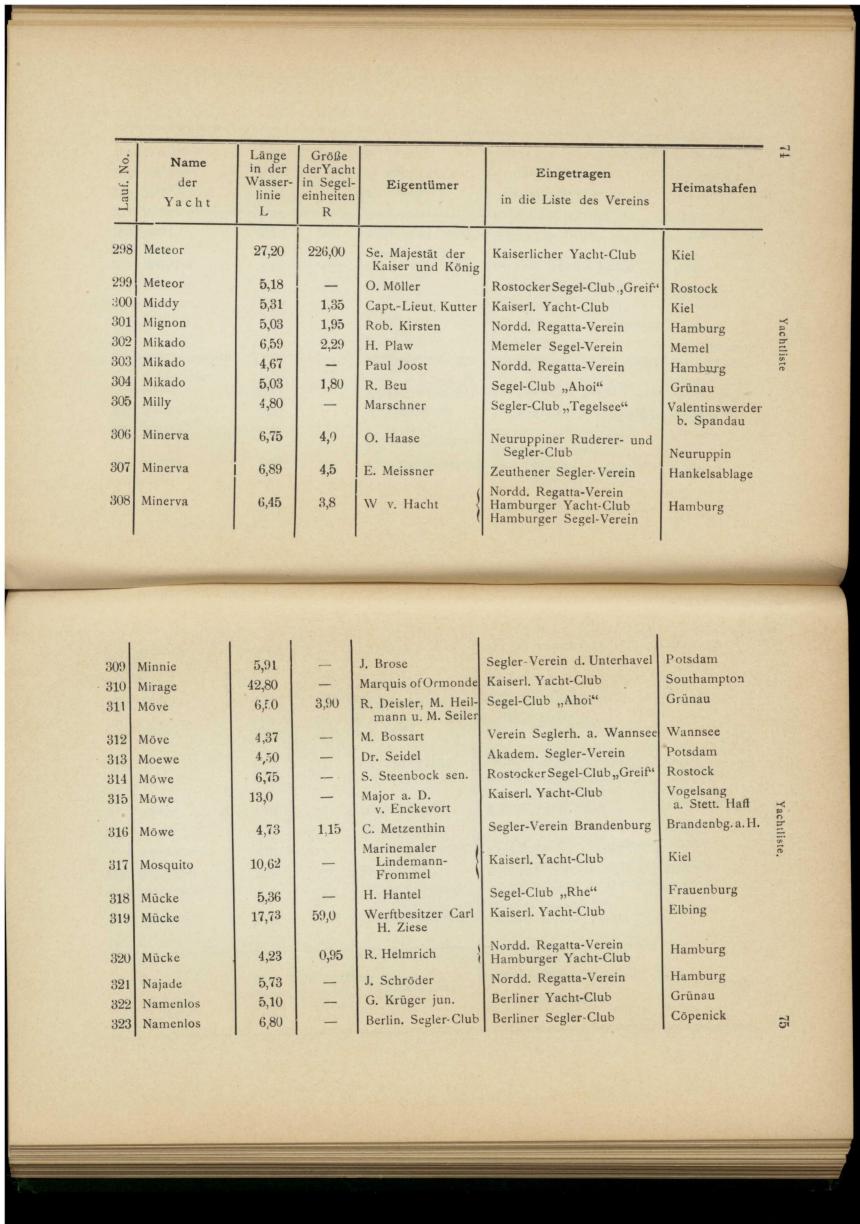 74
Yachtliste
Lauf. No. | Name der Yacht | Länge in der Wasser-linie L | Größe der Yacht in Segel-einheiten R | Eigentümer | Eingetragen in die Liste des Vereins | Heimatshafen
298 Meteor 27,20 226,00 Se. Majestät der Kaiserlicher Yacht-Club Kiel
Kaiser und König
299 Meteor 5,18 — O. Möller Rostocker Segel-Club „Greif“ Rostock
300 Middy 5,31 1,35 Capt.-Lieut. Kutter Kaiserl. Yacht-Club Kiel
301 Mignon 5,03 1,95 Rob. Kirsten Nordd. Regatta-Verein Hamburg
302 Mikado 6,59 2,29 H. Plaw Memeler Segel-Verein Memel
303 Mikado 4,67 — Paul Joost Nordd. Regatta-Verein Hamburg
304 Mikado 5,03 1,80 R. Beu Segel-Club „Ahoi“ Grünau
305 Milly 4,80 — Marschner Segler-Club „Tegelsee“ Valentinswerder
b. Spandau
306 Minerva 6,75 4,0 O. Haase Neuruppiner Ruderer- und
Segler-Club Neuruppin
307 Minerva 6,89 4,5 E. Meissner Zeuthener Segler-Verein Hankelsablage
Nordd. Regatta-Verein
308 Minerva 6,45 3,8 W v. Hacht Hamburger Yacht-Club Hamburg
Hamburger Segel-Verein
309 Minnie 5,91 — J. Brose Segler-Verein d. Unterhavel Potsdam
310 Mirage 42,80 — Marquis of Ormonde Kaiserl. Yacht-Club Southampton
311 Möve 6,50 3,90 R. Deisler, M. Heil- Segel-Club „Ahoi“ Grünau
mann u. M. Seiler
312 Möve 4,37 — M. Bossart Verein Seglerh. a. Wannsee Wannsee
313 Moewe 4,50 — Dr. Seidel Akadem. Segler-Verein Potsdam
314 Möwe 6,75 — S. Steenbock sen. Rostocker Segel-Club „Greif“ Rostock
315 Möwe 13,0 — Major a. D. Kaiserl. Yacht-Club Vogelsang
v. Enckevort a. Stett. Haff
316 Möwe 4,73 1,15 C. Metzenthin Segler-Verein Brandenburg Brandenbg. a. H.
Marinemaler
317 Mosquito 10,62 — Lindemann- Kaiserl. Yacht-Club Kiel
Frommel
318 Mücke 5,36 — H. Hantel Segel-Club „Rhe“ Frauenburg
319 Mücke 17,73 59,0 Werftbesitzer Carl Kaiserl. Yacht-Club Elbing
H. Ziese
Nordd. Regatta-Verein
320 Mücke 4,23 0,95 R. Helmrich Hamburger Yacht-Club Hamburg
321 Najade 5,73 — J. Schröder Nordd. Regatta-Verein Hamburg
322 Namenlos 5,10 — G. Krüger jun. Berliner Yacht-Club Grünau
323 Namenlos 6,80 — Berlin. Segler-Club Berliner Segler-Club Cöpenick
Yachtliste.
75